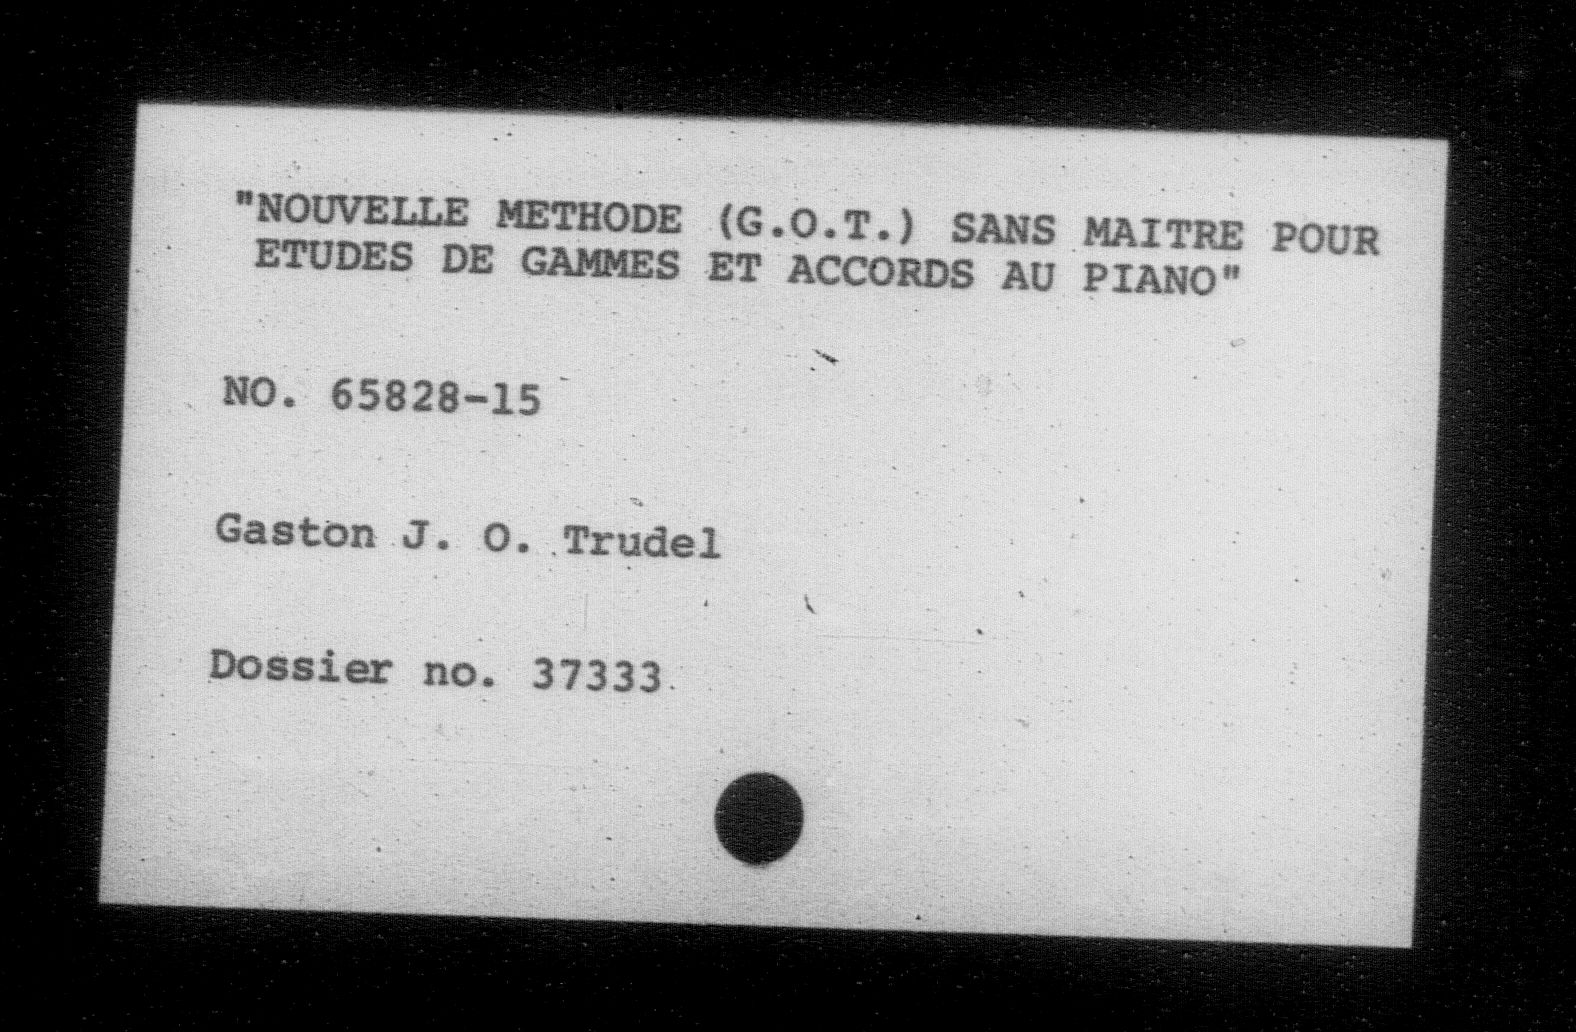 "NOUVELLE METHODE (G.O.T.) SANS MAITRE POUR
ETUDES DE GAMMES ET ACCORDS AU PIANO"
NO. 65828-15
Gaston J. O. Trudel
Dossier no. 37333